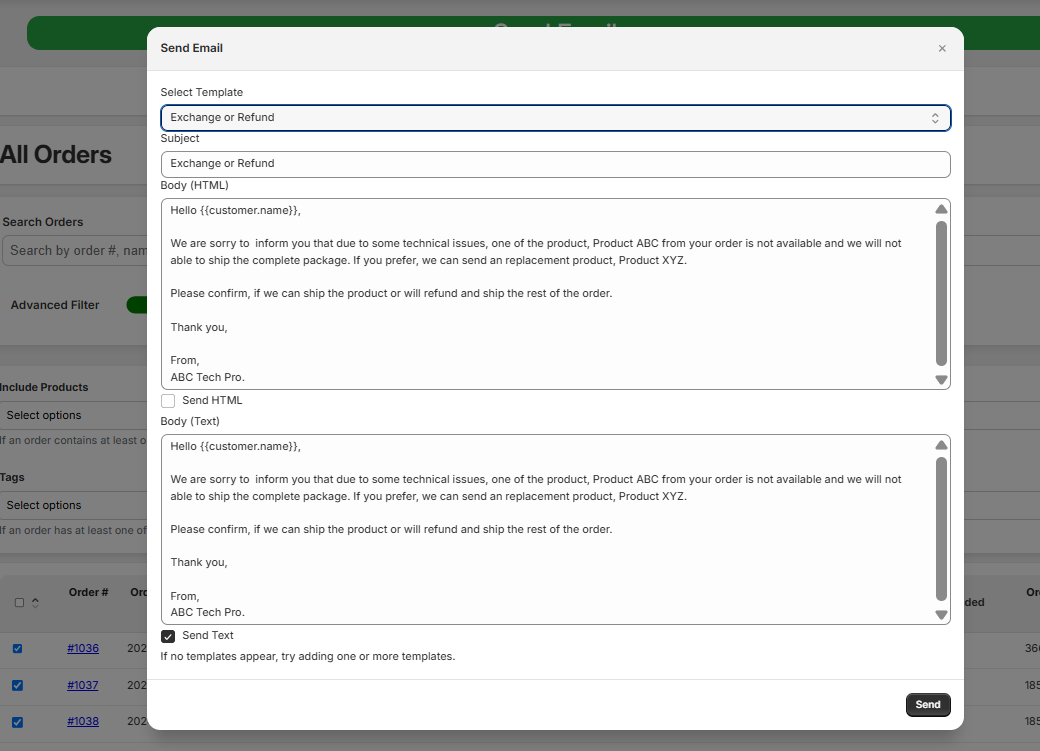 Send Email
×
Select Template
Exchange or Refund
Subject
Exchange or Refund
Body (HTML)
Hello {{customer.name}},
We are sorry to  inform you that due to some technical issues, one of the product, Product ABC from your order is not available and we will not
able to ship the complete package. If you prefer, we can send an replacement product, Product XYZ.
Please confirm, if we can ship the product or will refund and ship the rest of the order.
Thank you,
From,
ABC Tech Pro.
Send HTML
Body (Text)
Hello {{customer.name}},
We are sorry to  inform you that due to some technical issues, one of the product, Product ABC from your order is not available and we will not
able to ship the complete package. If you prefer, we can send an replacement product, Product XYZ.
Please confirm, if we can ship the product or will refund and ship the rest of the order.
Thank you,
From,
ABC Tech Pro.
Send Text
If no templates appear, try adding one or more templates.
Send
All Orders
Search Orders
Search by order #, nam
Advanced Filter
Include Products
Select options
If an order contains at least o
Tags
Select options
If an order has at least one of
Order #
#1036 202
#1037 202
#1038 202